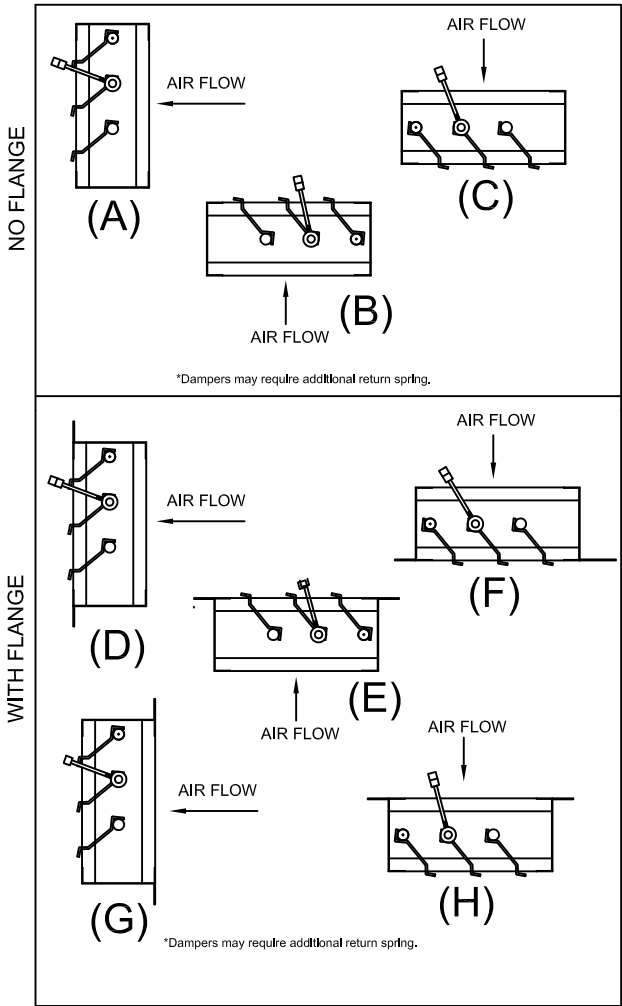 NO FLANGE
AIR FLOW
(A)
AIR FLOW
(C)
(B)
AIR FLOW
*Dampers may require additional return spring.
WITH FLANGE
AIR FLOW
(D)
AIR FLOW
(F)
(E)
AIR FLOW
AIR FLOW
(G)
AIR FLOW
(H)
*Dampers may require additional return spring.